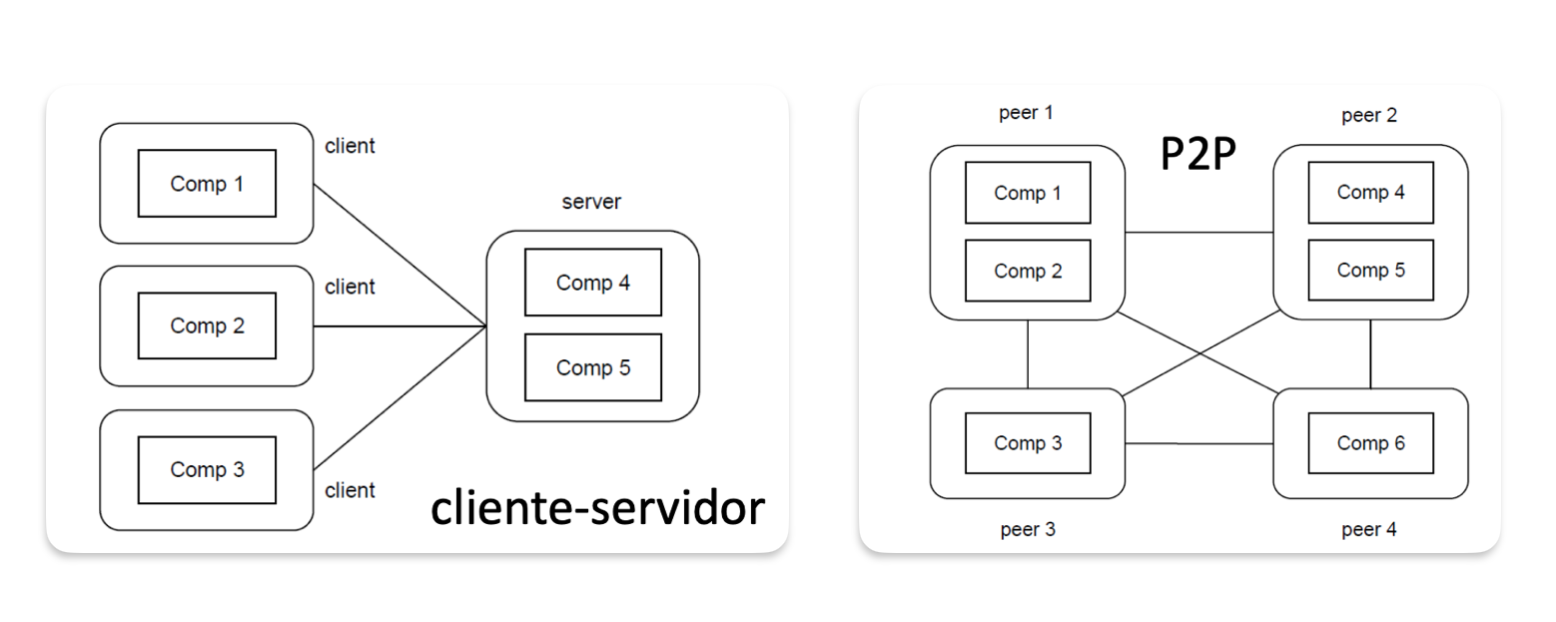 client
Comp 1
server
client
Comp 2
Comp 4
Comp 5
Comp 3
client
cliente-servidor
peer 1
peer 2
P2P
Comp 1
Comp 2
Comp 4
Comp 5
Comp 3
Comp 6
peer 3
peer 4